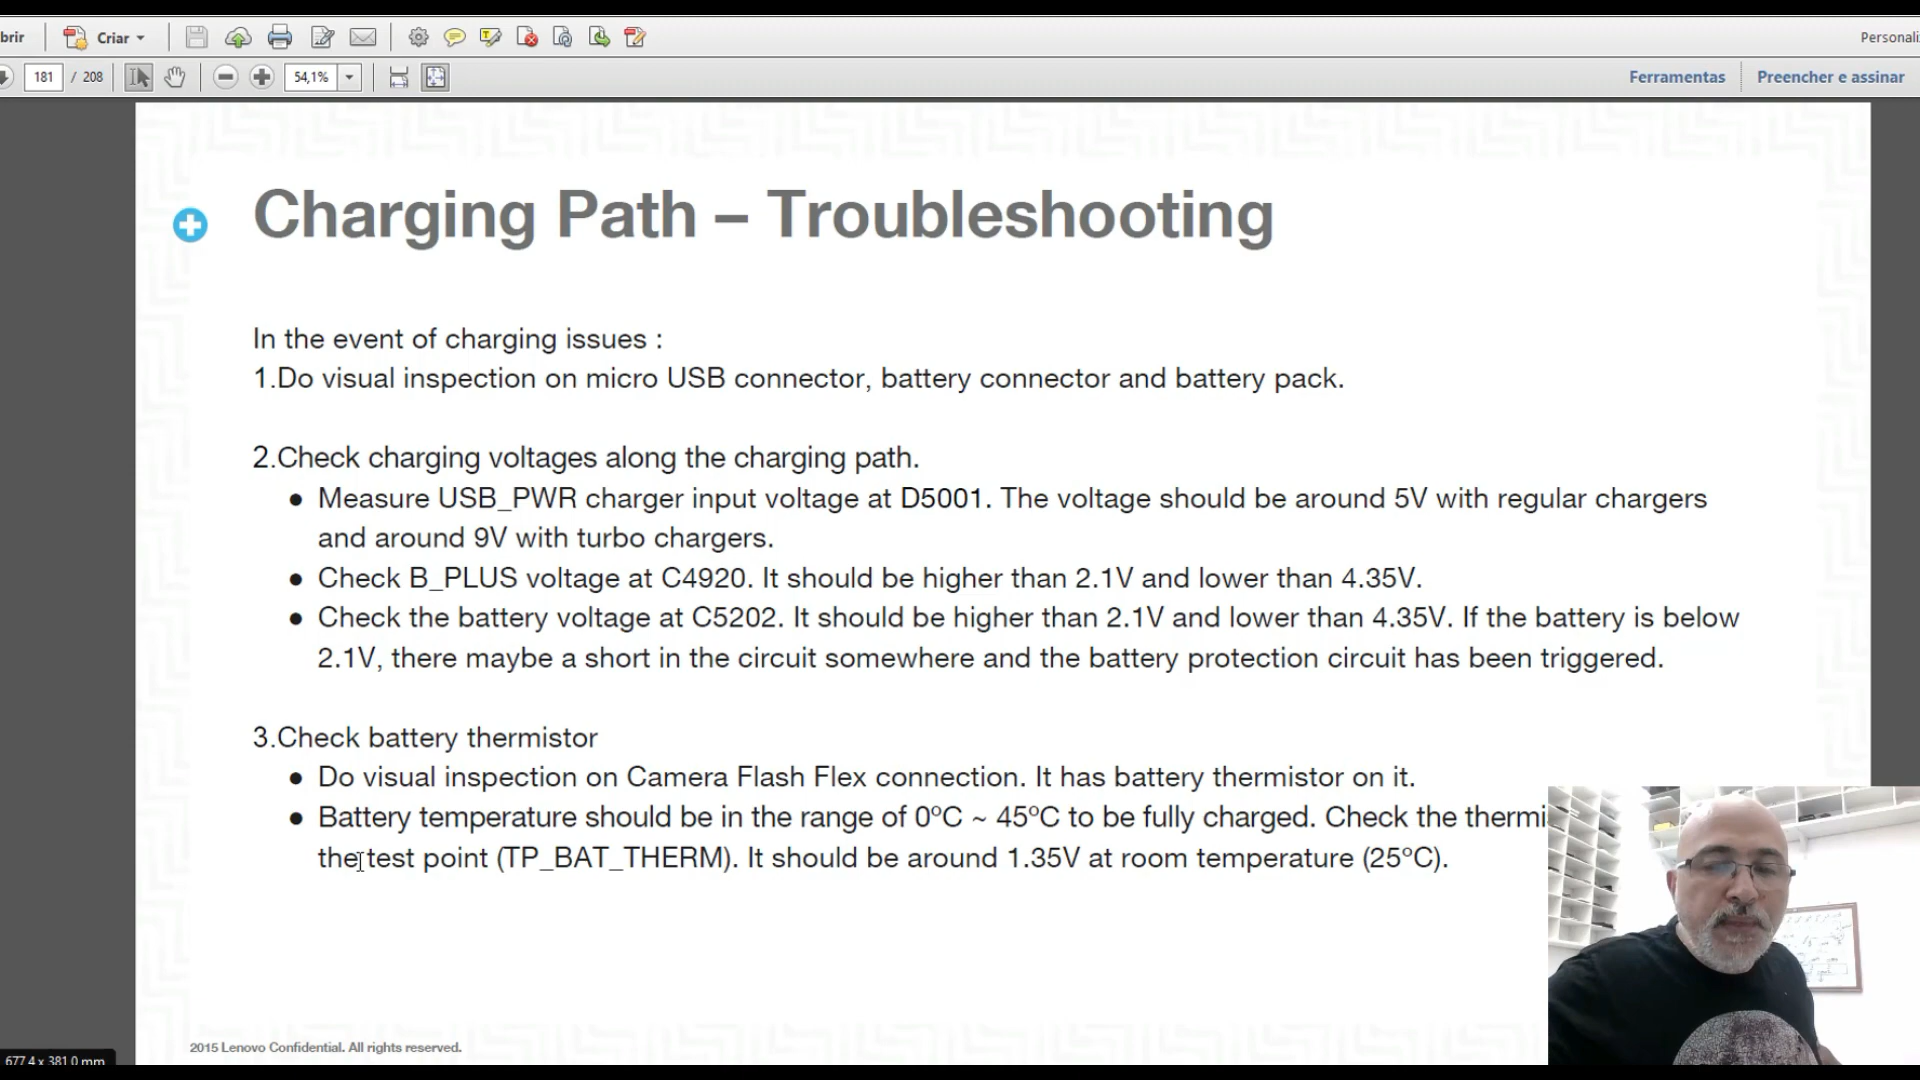 brir Criar Personali
181 / 208 54,1% Ferramentas Preencher e assinar
Charging Path – Troubleshooting
In the event of charging issues :
1.Do visual inspection on micro USB connector, battery connector and battery pack.
2.Check charging voltages along the charging path.
● Measure USB_PWR charger input voltage at D5001. The voltage should be around 5V with regular chargers
and around 9V with turbo chargers.
● Check B_PLUS voltage at C4920. It should be higher than 2.1V and lower than 4.35V.
● Check the battery voltage at C5202. It should be higher than 2.1V and lower than 4.35V. If the battery is below
2.1V, there maybe a short in the circuit somewhere and the battery protection circuit has been triggered.
3.Check battery thermistor
● Do visual inspection on Camera Flash Flex connection. It has battery thermistor on it.
● Battery temperature should be in the range of 0ºC ~ 45ºC to be fully charged. Check the thermi
the test point (TP_BAT_THERM). It should be around 1.35V at room temperature (25ºC).
2015 Lenovo Confidential. All rights reserved.
677,4 x 381,0 mm